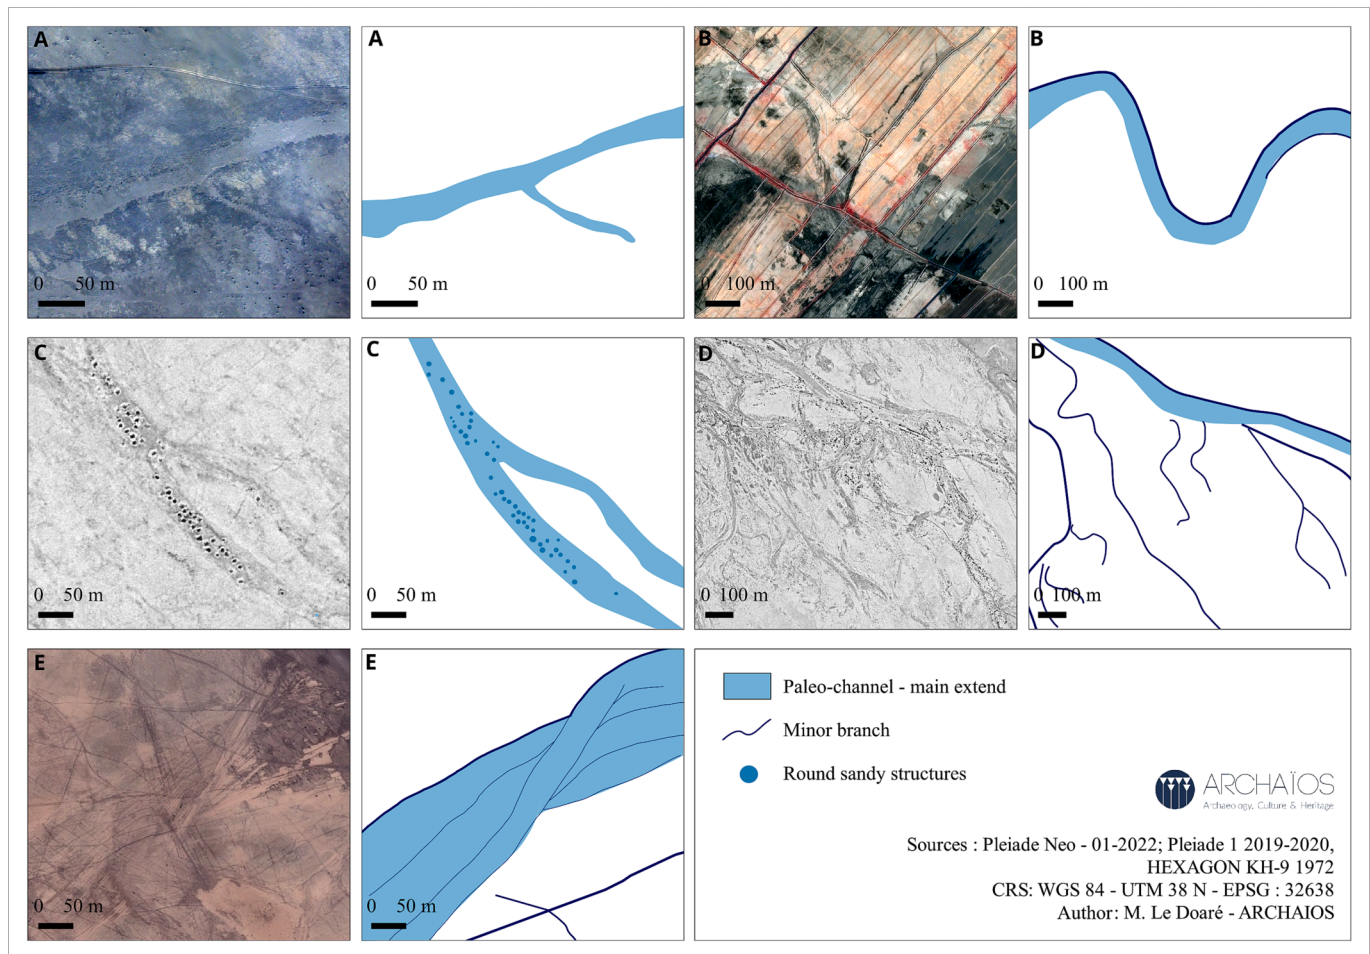 A
0 50 m
A
0 50 m
B
0 100 m
B
0 100 m
C
0 50 m
C
0 50 m
D
0 100 m
D
0 100 m
E
0 50 m
E
0 50 m
Paleo-channel - main extend
Minor branch
Round sandy structures
ARCHAÏOS
Archaeology, Culture & Heritage
Sources : Pleiade Neo - 01-2022; Pleiade 1 2019-2020,
HEXAGON KH-9 1972
CRS: WGS 84 - UTM 38 N - EPSG : 32638
Author: M. Le Doaré - ARCHAIOS